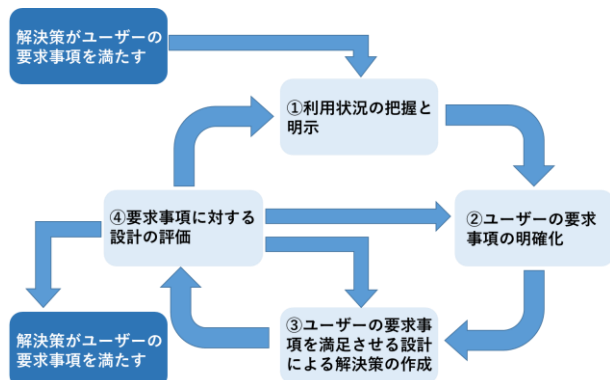 解決策がユーザーの
要求事項を満たす
①利用状況の把握と
明示
④要求事項に対する
設計の評価
②ユーザーの要求
事項の明確化
解決策がユーザーの
要求事項を満たす
③ユーザーの要求事
項を満足させる設計
による解決策の作成